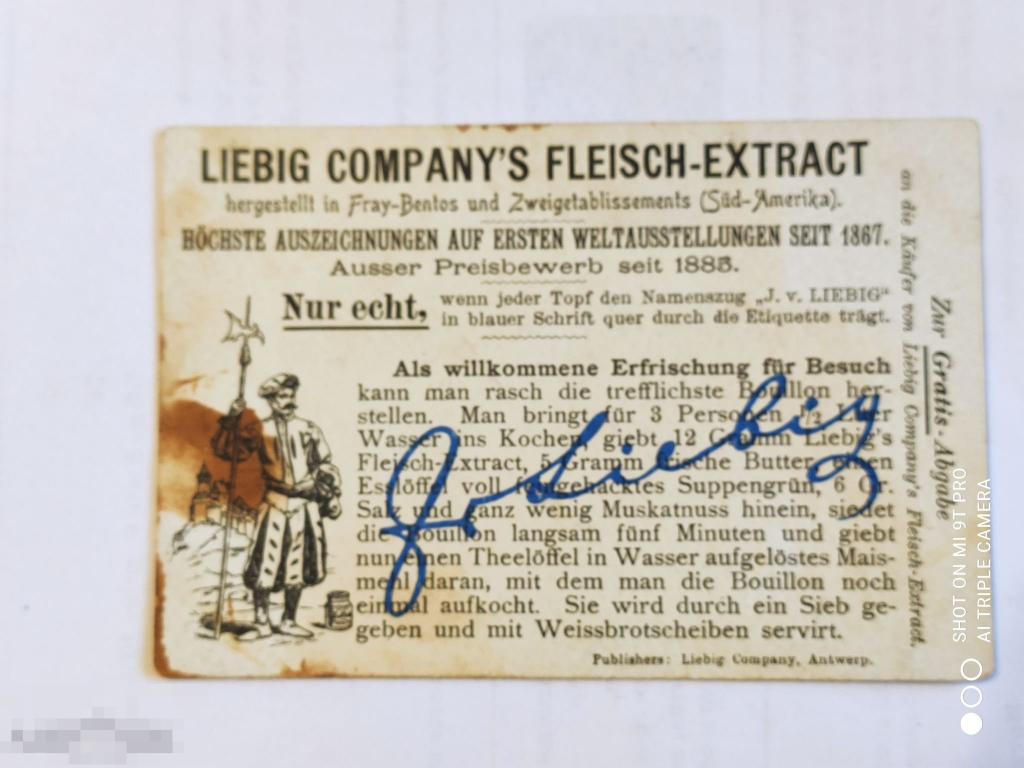 LIEBIG COMPANY'S FLEISCH-EXTRACT
hergestellt in Fray-Bentos und Zweigetablissements (Süd-Amerika).
HÖCHSTE AUSZEICHNUNGEN AUF ERSTEN WELTAUSSTELLUNGEN SEIT 1867.
Ausser Preisbewerb seit 1885.
Nur echt,
wenn jeder Topf den Namenszug „J. v. LIEBIG"
in blauer Schrift quer durch die Etiquette trägt.
Als willkommene Erfrischung für Besuch
kann man rasch die trefflichste Bouillon her-
stellen. Man bringt für 3 Personen 1/2 Liter
Wasser ins Kochen, giebt 12 Gramm Liebig's
Fleisch-Extract, 5 Gramm frische Butter, einen
Esslöffel voll feingehacktes Suppengrün, 6 Gr.
Salz und ganz wenig Muskatnuss hinein, siedet
die Bouillon langsam fünf Minuten und giebt
nun einen Theelöffel in Wasser aufgelöstes Mais-
mehl daran, mit dem man die Bouillon noch
einmal aufkocht. Sie wird durch ein Sieb ge-
geben und mit Weissbrotscheiben servirt.
Publishers: Liebig Company, Antwerp.
JvLiebig
Zur Gratis-Abgabe
an die Käufer von Liebig Company's Fleisch-Extract.
SHOT ON MI 9T PRO
AI TRIPLE CAMERA